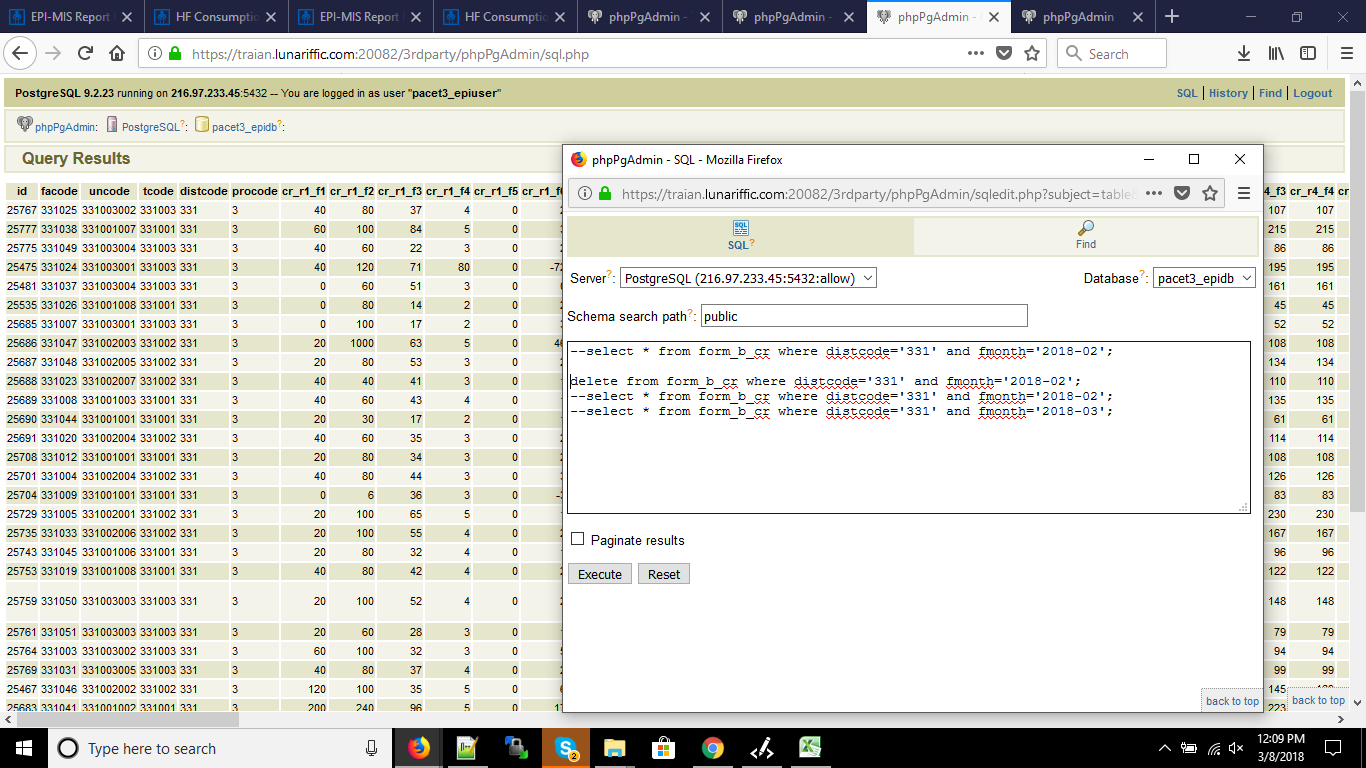 EPI-MIS Report
HF Consumptio
EPI-MIS Report
HF Consumptio
phpPgAdmin -
phpPgAdmin -
phpPgAdmin -
phpPgAdmin
https://traian.lunariffic.com:20082/3rdparty/phpPgAdmin/sql.php
Search
PostgreSQL 9.2.23 running on 216.97.233.45:5432 -- You are logged in as user "pacet3_epiuser"
SQL | History | Find | Logout
phpPgAdmin: PostgreSQL?: pacet3_epidb?:
Query Results
id facode uncode tcode distcode procode cr_r1_f1 cr_r1_f2 cr_r1_f3 cr_r1_f4 cr_r1_f5 4_f3 cr_r4_f4
25767 331025 331003002 331003 331 3 40 80 37 4 0 107 107
25777 331038 331001007 331001 331 3 60 100 84 5 0 215 215
25775 331049 331003004 331003 331 3 40 60 22 3 0 86 86
25475 331024 331003001 331003 331 3 40 120 71 80 0 195 195
25481 331037 331003004 331003 331 3 0 60 51 3 0 161 161
25535 331026 331001008 331001 331 3 0 80 14 2 0 45 45
25685 331007 331003001 331003 331 3 0 100 17 2 0 52 52
25686 331047 331002003 331002 331 3 20 1000 63 5 0 108 108
25687 331048 331002005 331002 331 3 20 80 53 3 0 134 134
25688 331023 331002007 331002 331 3 40 40 41 3 0 110 110
25689 331008 331001003 331001 331 3 40 60 43 4 0 135 135
25690 331044 331001001 331001 331 3 20 30 17 2 0 61 61
25691 331020 331002004 331002 331 3 40 60 35 3 0 114 114
25708 331012 331001001 331001 331 3 20 80 34 3 0 108 108
25701 331004 331002004 331002 331 3 40 80 44 3 0 126 126
25704 331009 331001001 331001 331 3 0 6 36 3 0 83 83
25729 331005 331002001 331002 331 3 20 100 65 5 0 230 230
25735 331033 331002006 331002 331 3 20 100 55 4 0 167 167
25743 331045 331001006 331001 331 3 20 80 32 4 0 96 96
25753 331019 331001008 331001 331 3 40 80 42 4 0 122 122
25759 331050 331003003 331003 331 3 20 100 52 4 0 148 148
25761 331051 331003003 331003 331 3 20 60 28 3 0 79 79
25764 331003 331003002 331003 331 3 60 100 32 3 0 94 94
25769 331031 331003005 331003 331 3 40 80 37 4 0 99 99
25467 331046 331002002 331002 331 3 120 100 35 5 0 145
25683 331041 331001002 331001 331 3 200 240 96 5 0 223
phpPgAdmin - SQL - Mozilla Firefox
https://traian.lunariffic.com:20082/3rdparty/phpPgAdmin/sqledit.php?subject=table
SQL?
Find
Server?: PostgreSQL (216.97.233.45:5432:allow)
Database?: pacet3_epidb
Schema search path?: public
--select * from form_b_cr where distcode='331' and fmonth='2018-02';
delete from form_b_cr where distcode='331' and fmonth='2018-02';
--select * from form_b_cr where distcode='331' and fmonth='2018-02';
--select * from form_b_cr where distcode='331' and fmonth='2018-03';
Paginate results
Execute
Reset
back to top
back to top
Type here to search
2
12:09 PM
3/8/2018